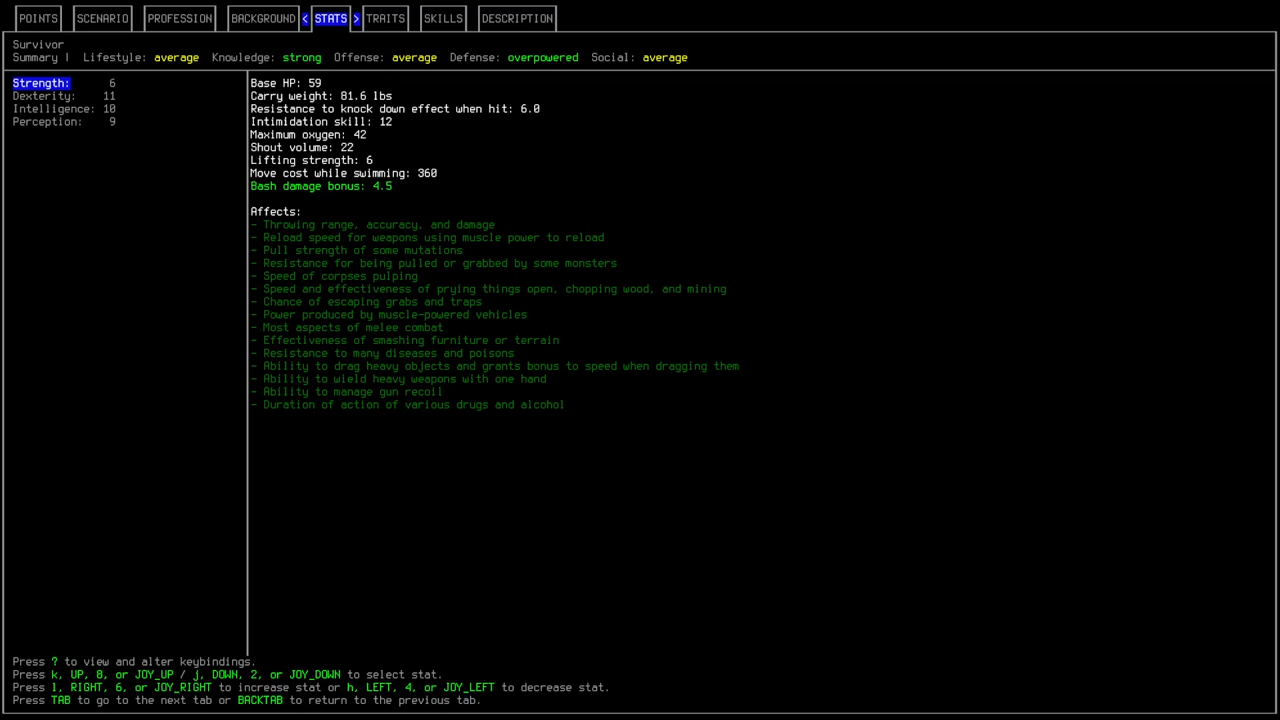 POINTS SCENARIO PROFESSION BACKGROUND < STATS > TRAITS SKILLS DESCRIPTION
Survivor
Summary | Lifestyle: average Knowledge: strong Offense: average Defense: overpowered Social: average
Strength: 6
Dexterity: 11
Intelligence: 10
Perception: 9
Base HP: 59
Carry weight: 81.6 lbs
Resistance to knock down effect when hit: 6.0
Intimidation skill: 12
Maximum oxygen: 42
Shout volume: 22
Lifting strength: 6
Move cost while swimming: 360
Bash damage bonus: 4.5
Affects:
- Throwing range, accuracy, and damage
- Reload speed for weapons using muscle power to reload
- Pull strength of some mutations
- Resistance for being pulled or grabbed by some monsters
- Speed of corpses pulping
- Speed and effectiveness of prying things open, chopping wood, and mining
- Chance of escaping grabs and traps
- Power produced by muscle-powered vehicles
- Most aspects of melee combat
- Effectiveness of smashing furniture or terrain
- Resistance to many diseases and poisons
- Ability to drag heavy objects and grants bonus to speed when dragging them
- Ability to wield heavy weapons with one hand
- Ability to manage gun recoil
- Duration of action of various drugs and alcohol
Press ? to view and alter keybindings.
Press k, UP, 8, or JOY_UP / j, DOWN, 2, or JOY_DOWN to select stat.
Press l, RIGHT, 6, or JOY_RIGHT to increase stat or h, LEFT, 4, or JOY_LEFT to decrease stat.
Press TAB to go to the next tab or BACKTAB to return to the previous tab.